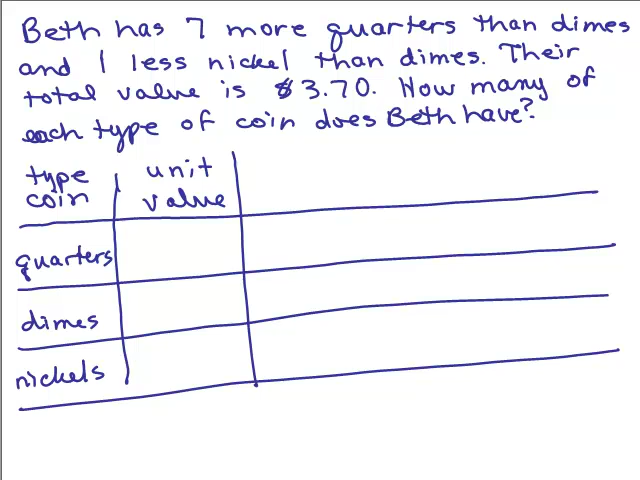 Beth has 7 more quarters than dimes
and 1 less nickel than dimes. Their
total value is $3.70. How many of
each type of coin does Beth have?
type coin unit value
quarters
dimes
nickels